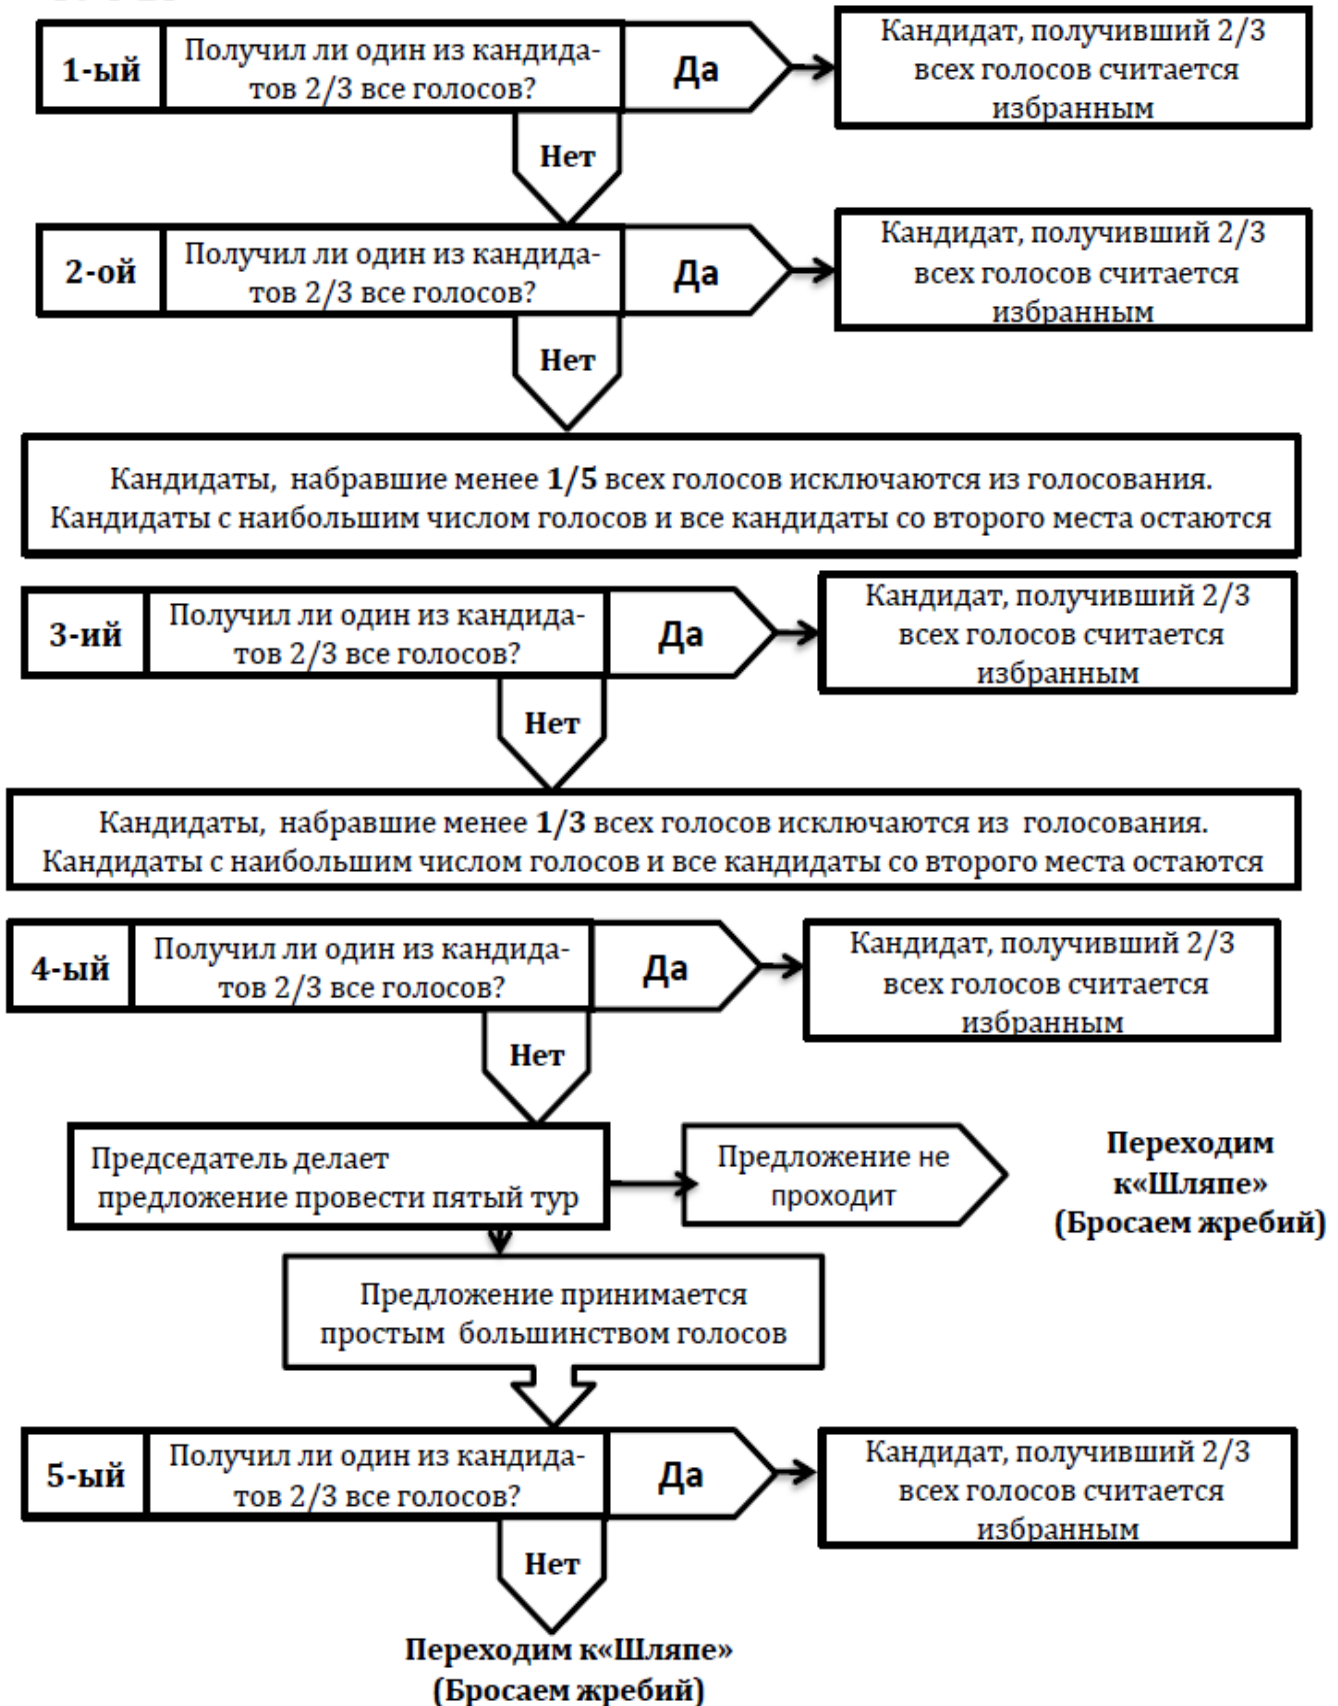 1-ый
Получил ли один из кандида-
тов 2/3 все голосов?
Да
Кандидат, получивший 2/3
всех голосов считается
избранным
Нет
2-ой
Получил ли один из кандида-
тов 2/3 все голосов?
Да
Кандидат, получивший 2/3
всех голосов считается
избранным
Нет
Кандидаты, набравшие менее 1/5 всех голосов исключаются из голосования.
Кандидаты с наибольшим числом голосов и все кандидаты со второго места остаются
3-ий
Получил ли один из кандида-
тов 2/3 все голосов?
Да
Кандидат, получивший 2/3
всех голосов считается
избранным
Нет
Кандидаты, набравшие менее 1/3 всех голосов исключаются из голосования.
Кандидаты с наибольшим числом голосов и все кандидаты со второго места остаются
4-ый
Получил ли один из кандида-
тов 2/3 все голосов?
Да
Кандидат, получивший 2/3
всех голосов считается
избранным
Нет
Председатель делает
предложение провести пятый тур
Предложение не
проходит
Переходим
к«Шляпе»
(Бросаем жребий)
Предложение принимается
простым большинством голосов
5-ый
Получил ли один из кандида-
тов 2/3 все голосов?
Да
Кандидат, получивший 2/3
всех голосов считается
избранным
Нет
Переходим к«Шляпе»
(Бросаем жребий)